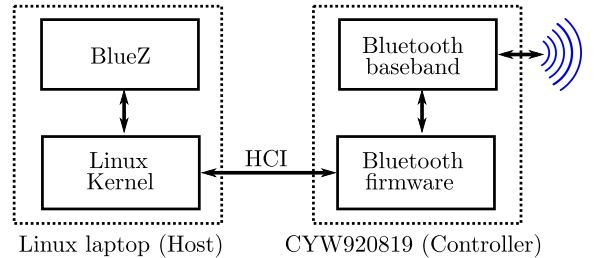 BlueZ
Linux
Kernel
HCI
Bluetooth
baseband
Bluetooth
firmware
Linux laptop (Host)
CYW920819 (Controller)